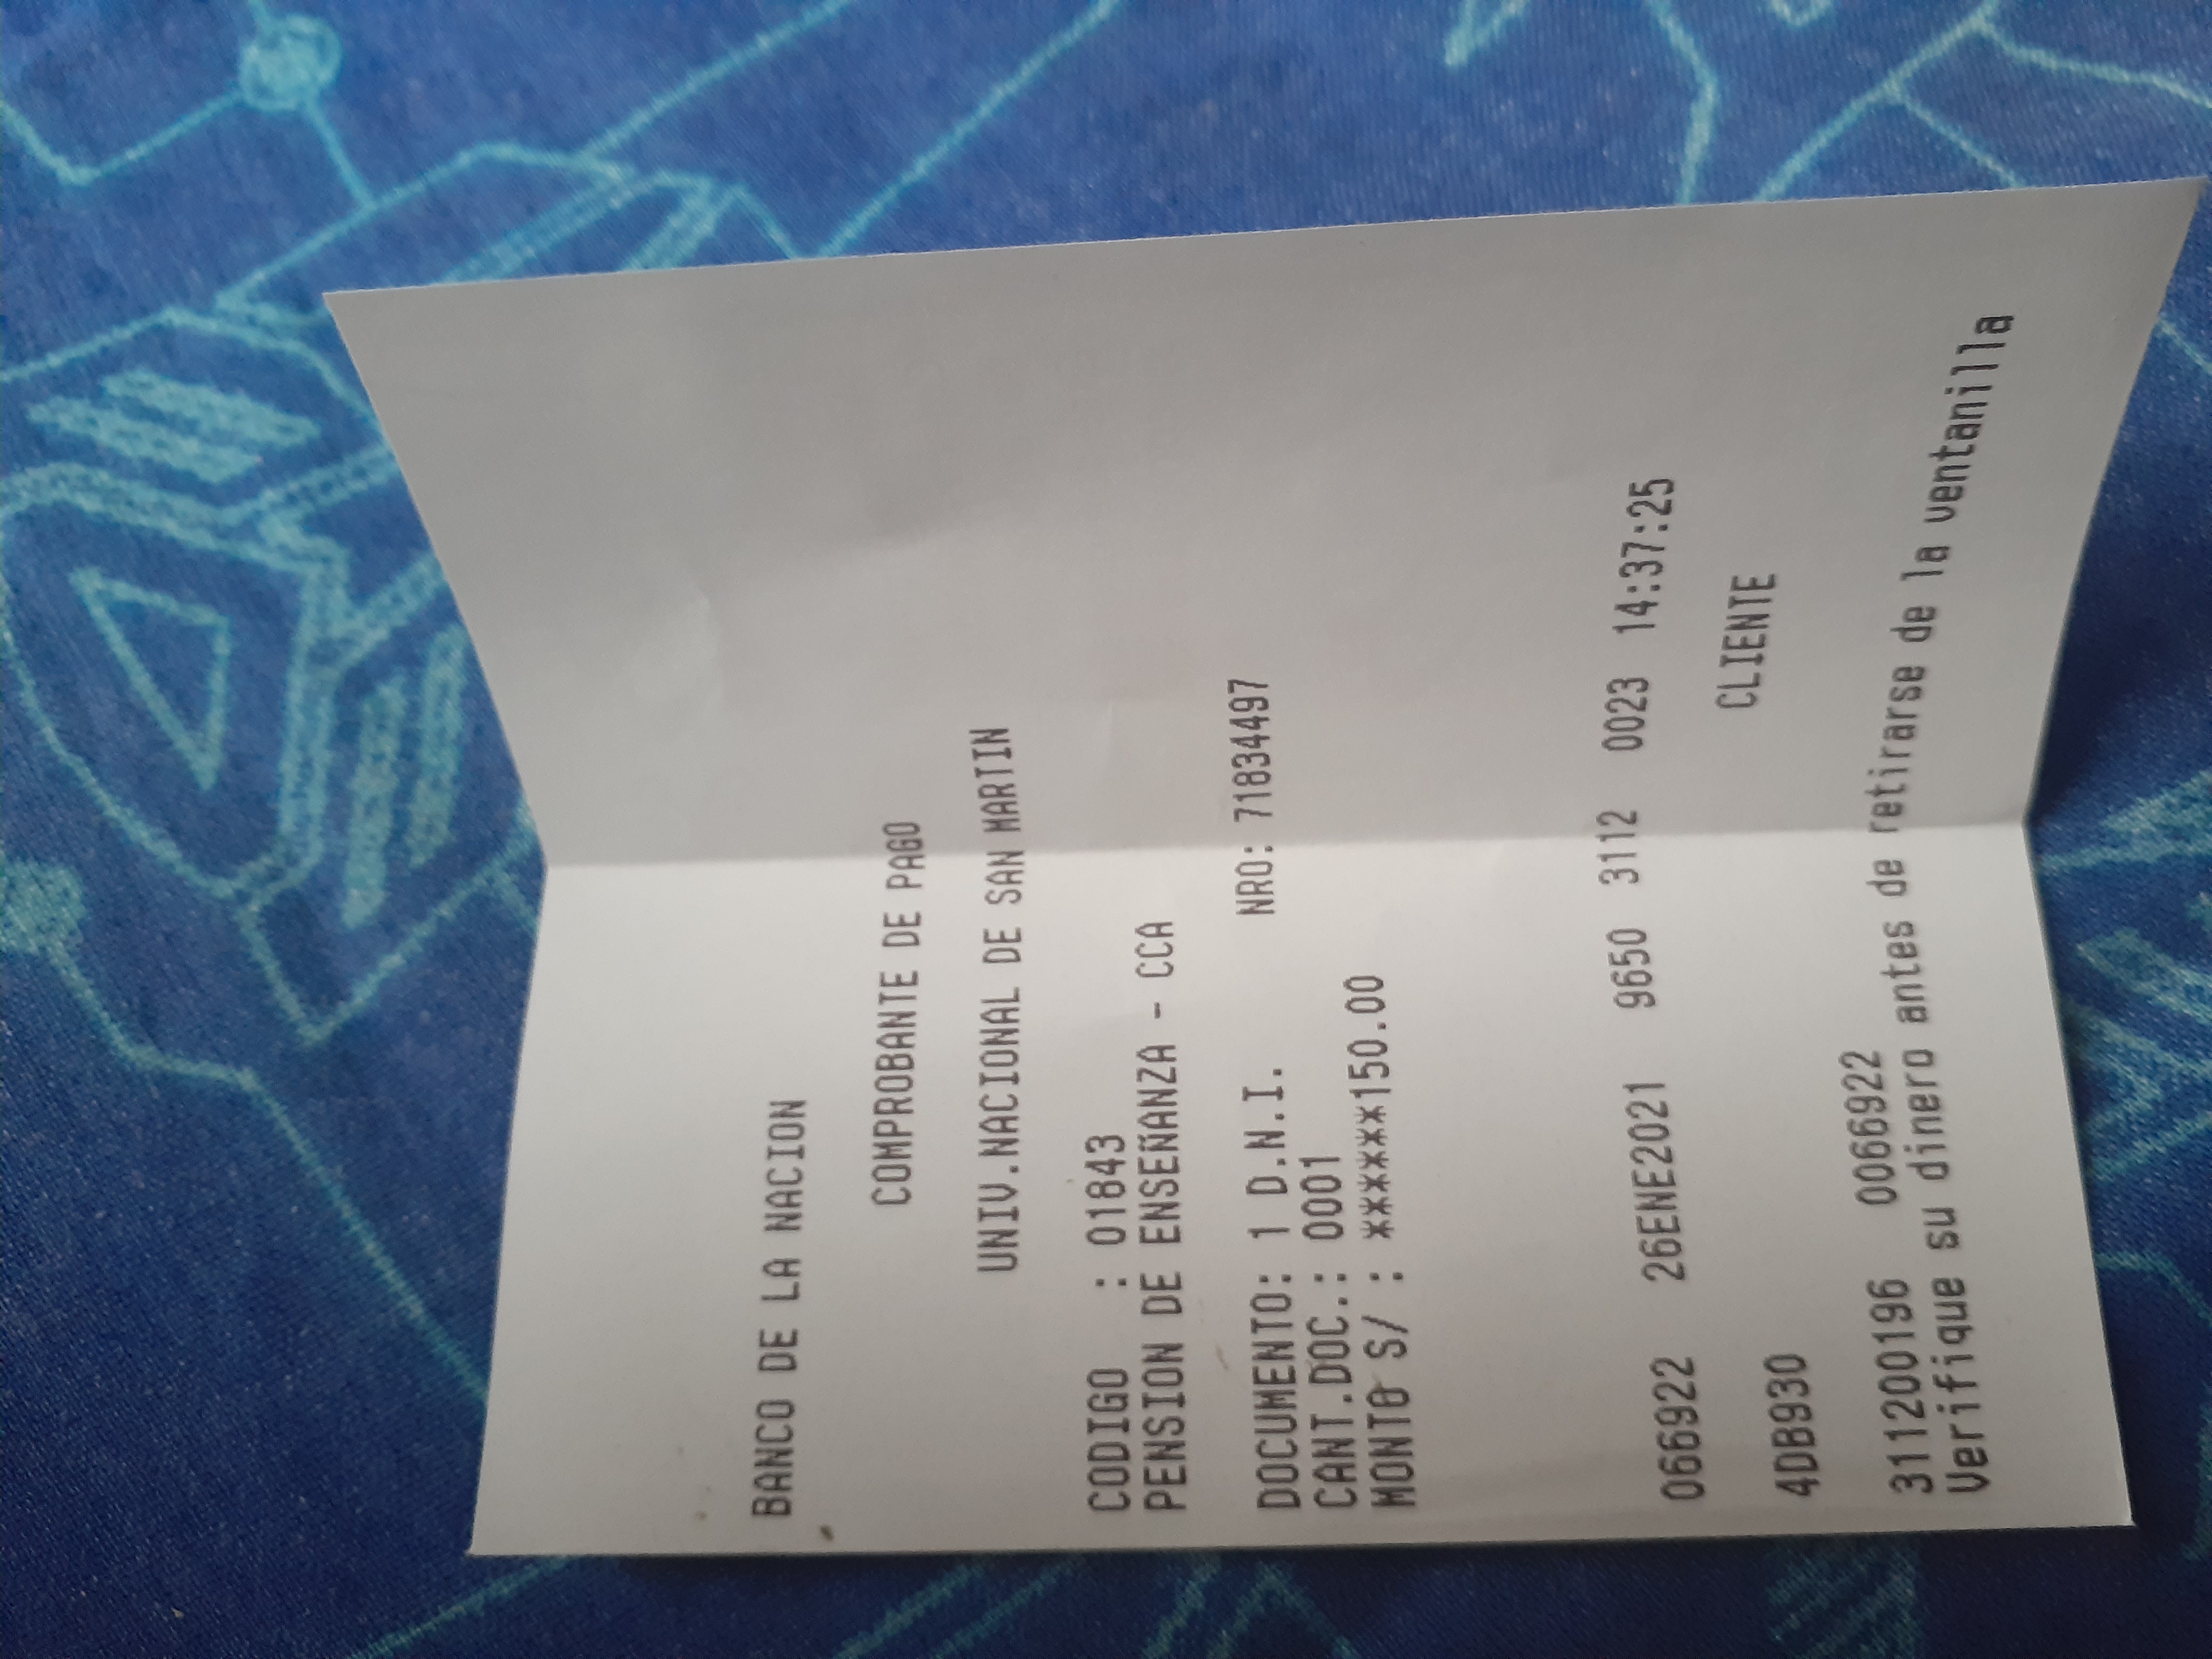 BANCO DE LA NACION
COMPROBANTE DE PAGO
UNIV.NACIONAL DE SAN MARTIN
CODIGO : 01843
PENSION DE ENSEÑANZA - CCA
DOCUMENTO: 1 D.N.I. NRO: 71834497
CANT.DOC.: 0001
MONTO S/ : ******150.00
066922 26ENE2021 9650 3112 0023 14:37:25
CLIENTE
4DB930
311200196 0066922
Verifique su dinero antes de retirarse de la ventanilla